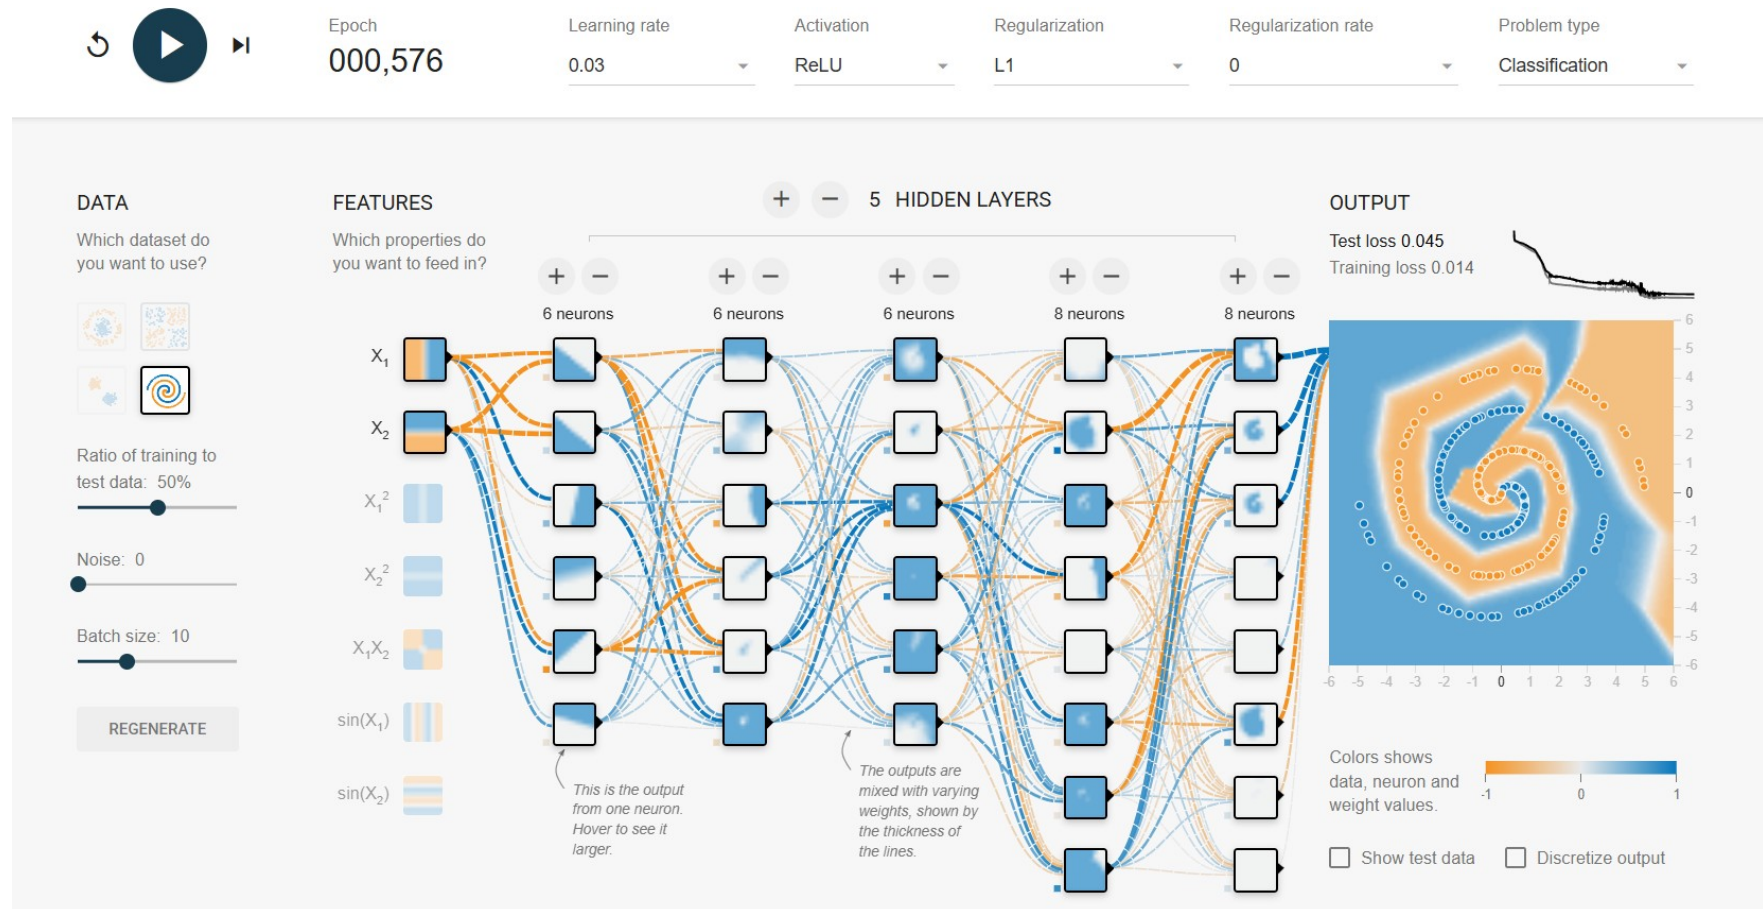 Epoch
000,576
Learning rate
0.03
Activation
ReLU
Regularization
L1
Regularization rate
0
Problem type
Classification
DATA
Which dataset do
you want to use?
Ratio of training to
test data: 50%
Noise: 0
Batch size: 10
REGENERATE
FEATURES
Which properties do
you want to feed in?
X₁
X₂
X₁²
X₂²
X₁X₂
sin(X₁)
sin(X₂)
+ − 5 HIDDEN LAYERS
+ − + − + − + − + −
6 neurons 6 neurons 6 neurons 8 neurons 8 neurons
This is the output
from one neuron.
Hover to see it
larger.
The outputs are
mixed with varying
weights, shown by
the thickness of
the lines.
OUTPUT
Test loss 0.045
Training loss 0.014
6
5
4
3
2
1
0
-1
-2
-3
-4
-5
-6
-6 -5 -4 -3 -2 -1 0 1 2 3 4 5 6
Colors shows
data, neuron and
weight values.
-1 0 1
Show test data
Discretize output